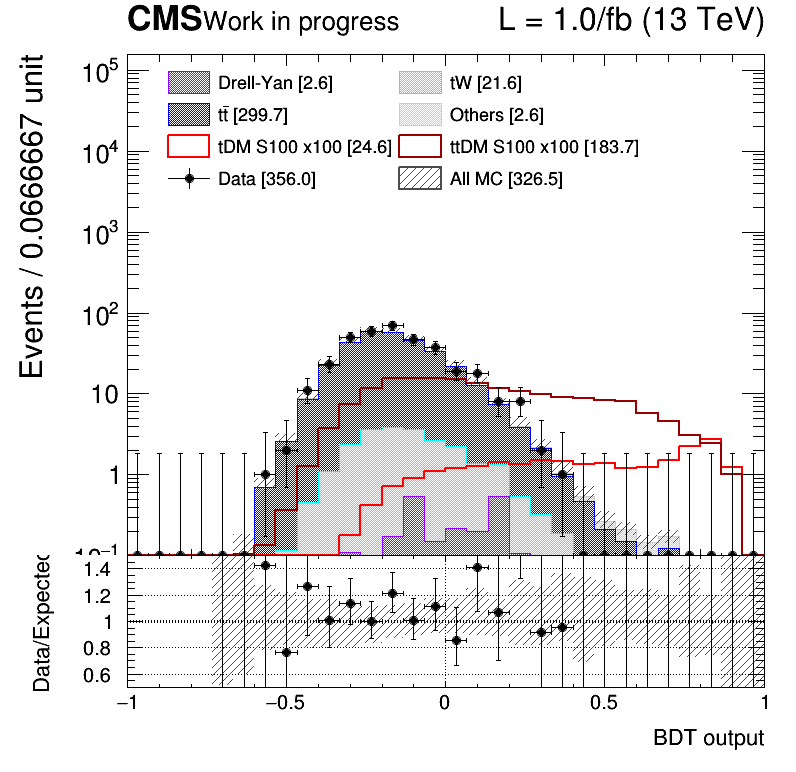 CMS Work in progress L = 1.0/fb (13 TeV)
Events / 0.0666667 unit
10⁵
10⁴
10³
10²
10
1
10⁻¹
Drell-Yan [2.6] tW [21.6]
tt̄ [299.7] Others [2.6]
tDM S100 x100 [24.6] ttDM S100 x100 [183.7]
Data [356.0] All MC [326.5]
Data/Expected
1.4
1.2
1
0.8
0.6
−1 −0.5 0 0.5 1
BDT output